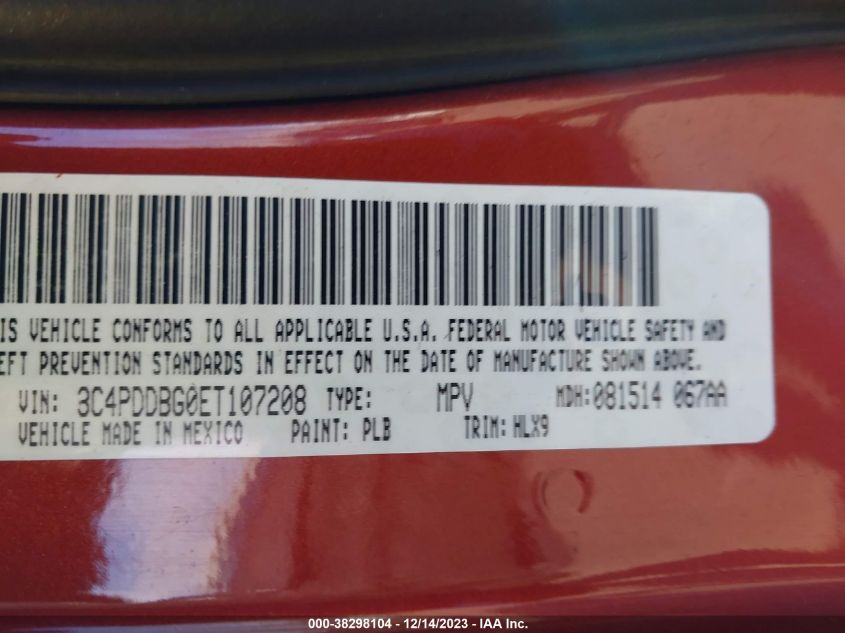 IS VEHICLE CONFORMS TO ALL APPLICABLE U.S.A. FEDERAL MOTOR VEHICLE SAFETY AND
EFT PREVENTION STANDARDS IN EFFECT ON THE DATE OF MANUFACTURE SHOWN ABOVE.
VIN: 3C4PDDBG0ET107208 TYPE: MPV MDH:081514 067AA
VEHICLE MADE IN MEXICO PAINT: PLB TRIM: HLX9
000-38298104 - 12/14/2023 - IAA Inc.